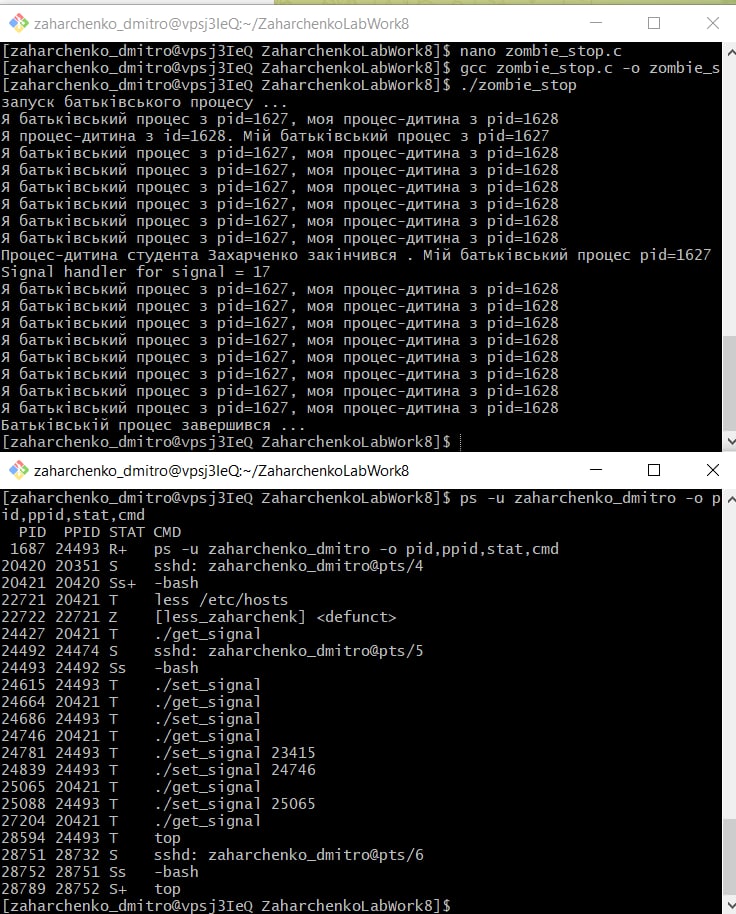 zaharchenko_dmitro@vpsj3IeQ:~/ZaharchenkoLabWork8
[zaharchenko_dmitro@vpsj3IeQ ZaharchenkoLabWork8]$ nano zombie_stop.c
[zaharchenko_dmitro@vpsj3IeQ ZaharchenkoLabWork8]$ gcc zombie_stop.c -o zombie_s
[zaharchenko_dmitro@vpsj3IeQ ZaharchenkoLabWork8]$ ./zombie_stop
запуск батьківського процесу ...
Я батьківський процес з pid=1627, моя процес-дитина з pid=1628
Я процес-дитина з id=1628. Мій батьківський процес з pid=1627
Я батьківський процес з pid=1627, моя процес-дитина з pid=1628
Я батьківський процес з pid=1627, моя процес-дитина з pid=1628
Я батьківський процес з pid=1627, моя процес-дитина з pid=1628
Я батьківський процес з pid=1627, моя процес-дитина з pid=1628
Я батьківський процес з pid=1627, моя процес-дитина з pid=1628
Я батьківський процес з pid=1627, моя процес-дитина з pid=1628
Процес-дитина студента Захарченко закінчився . Мій батьківський процес pid=1627
Signal handler for signal = 17
Я батьківський процес з pid=1627, моя процес-дитина з pid=1628
Я батьківський процес з pid=1627, моя процес-дитина з pid=1628
Я батьківський процес з pid=1627, моя процес-дитина з pid=1628
Я батьківський процес з pid=1627, моя процес-дитина з pid=1628
Я батьківський процес з pid=1627, моя процес-дитина з pid=1628
Я батьківський процес з pid=1627, моя процес-дитина з pid=1628
Я батьківський процес з pid=1627, моя процес-дитина з pid=1628
Я батьківський процес з pid=1627, моя процес-дитина з pid=1628
Батьківській процес завершився ...
[zaharchenko_dmitro@vpsj3IeQ ZaharchenkoLabWork8]$
zaharchenko_dmitro@vpsj3IeQ:~/ZaharchenkoLabWork8
[zaharchenko_dmitro@vpsj3IeQ ZaharchenkoLabWork8]$ ps -u zaharchenko_dmitro -o p
id,ppid,stat,cmd
PID PPID STAT CMD
1687 24493 R+ ps -u zaharchenko_dmitro -o pid,ppid,stat,cmd
20420 20351 S sshd: zaharchenko_dmitro@pts/4
20421 20420 Ss+ -bash
22721 20421 T less /etc/hosts
22722 22721 Z [less_zaharchenk] <defunct>
24427 20421 T ./get_signal
24492 24474 S sshd: zaharchenko_dmitro@pts/5
24493 24492 Ss -bash
24615 24493 T ./set_signal
24664 20421 T ./get_signal
24686 24493 T ./set_signal
24746 20421 T ./get_signal
24781 24493 T ./set_signal 23415
24839 24493 T ./set_signal 24746
25065 20421 T ./get_signal
25088 24493 T ./set_signal 25065
27204 20421 T ./get_signal
28594 24493 T top
28751 28732 S sshd: zaharchenko_dmitro@pts/6
28752 28751 Ss -bash
28789 28752 S+ top
[zaharchenko_dmitro@vpsj3IeQ ZaharchenkoLabWork8]$